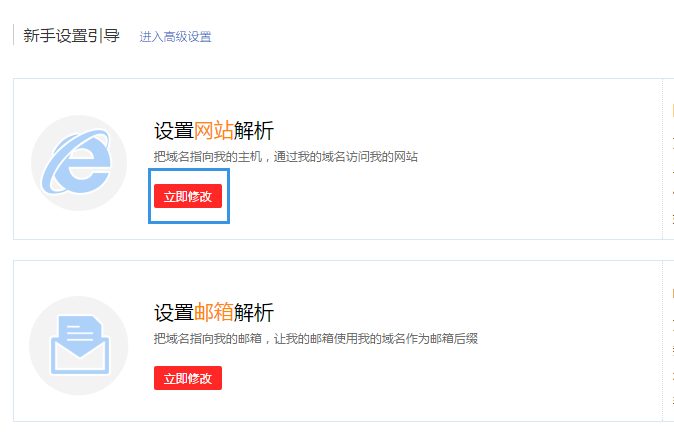 新手设置引导 进入高级设置
设置网站解析
把域名指向我的主机，通过我的域名访问我的网站
立即修改
设置邮箱解析
把域名指向我的邮箱，让我的邮箱使用我的域名作为邮箱后缀
立即修改